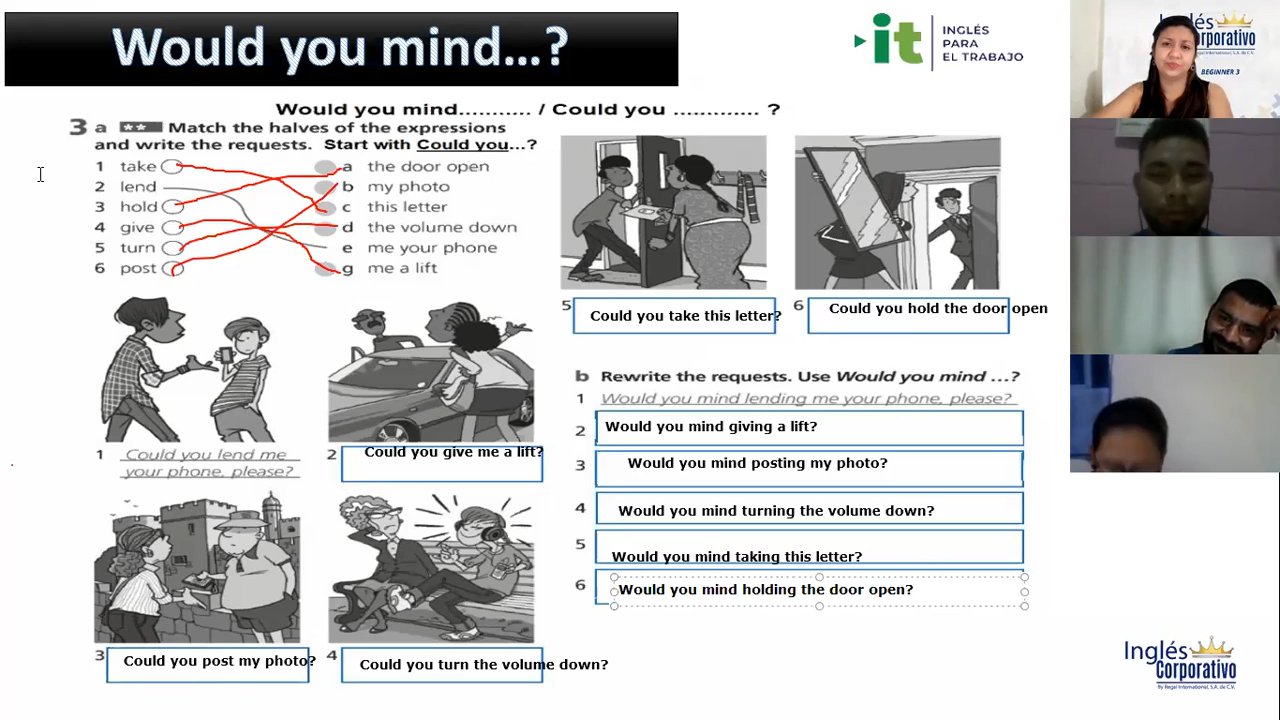 Would you mind...?
it
INGLÉS
PARA
EL TRABAJO
Inglés
Corporativo
By Regal International, S.A. de C.V.
BEGINNER 3
Would you mind.......... / Could you ............. ?
3 a ★★ Match the halves of the expressions
and write the requests. Start with Could you...?
1 take
2 lend
3 hold
4 give
5 turn
6 post
a the door open
b my photo
c this letter
d the volume down
e me your phone
g me a lift
1 Could you lend me
your phone, please?
2 Could you give me a lift?
3 Could you post my photo?
4 Could you turn the volume down?
5 Could you take this letter?
6 Could you hold the door open
b Rewrite the requests. Use Would you mind ...?
1 Would you mind lending me your phone, please?
2 Would you mind giving a lift?
3 Would you mind posting my photo?
4 Would you mind turning the volume down?
5 Would you mind taking this letter?
6 Would you mind holding the door open?
Inglés
Corporativo
By Regal International, S.A. de C.V.